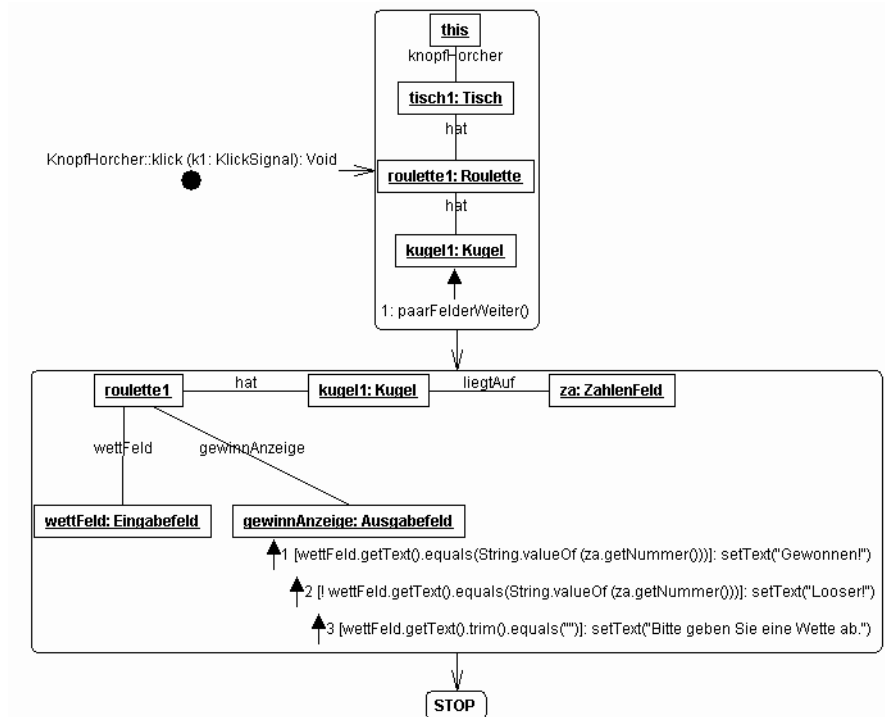 this
knopfHorcher
tisch1: Tisch
hat
KnopfHorcher::klick (k1: KlickSignal): Void
roulette1: Roulette
hat
kugel1: Kugel
1: paarFelderWeiter()
roulette1
hat
kugel1: Kugel
liegtAuf
za: ZahlenFeld
wettFeld
gewinnAnzeige
wettFeld: Eingabefeld
gewinnAnzeige: Ausgabefeld
1 [wettFeld.getText().equals(String.valueOf (za.getNummer()))]: setText("Gewonnen!")
2 [! wettFeld.getText().equals(String.valueOf (za.getNummer()))]: setText("Looser!")
3 [wettFeld.getText().trim().equals("")]: setText("Bitte geben Sie eine Wette ab.")
STOP